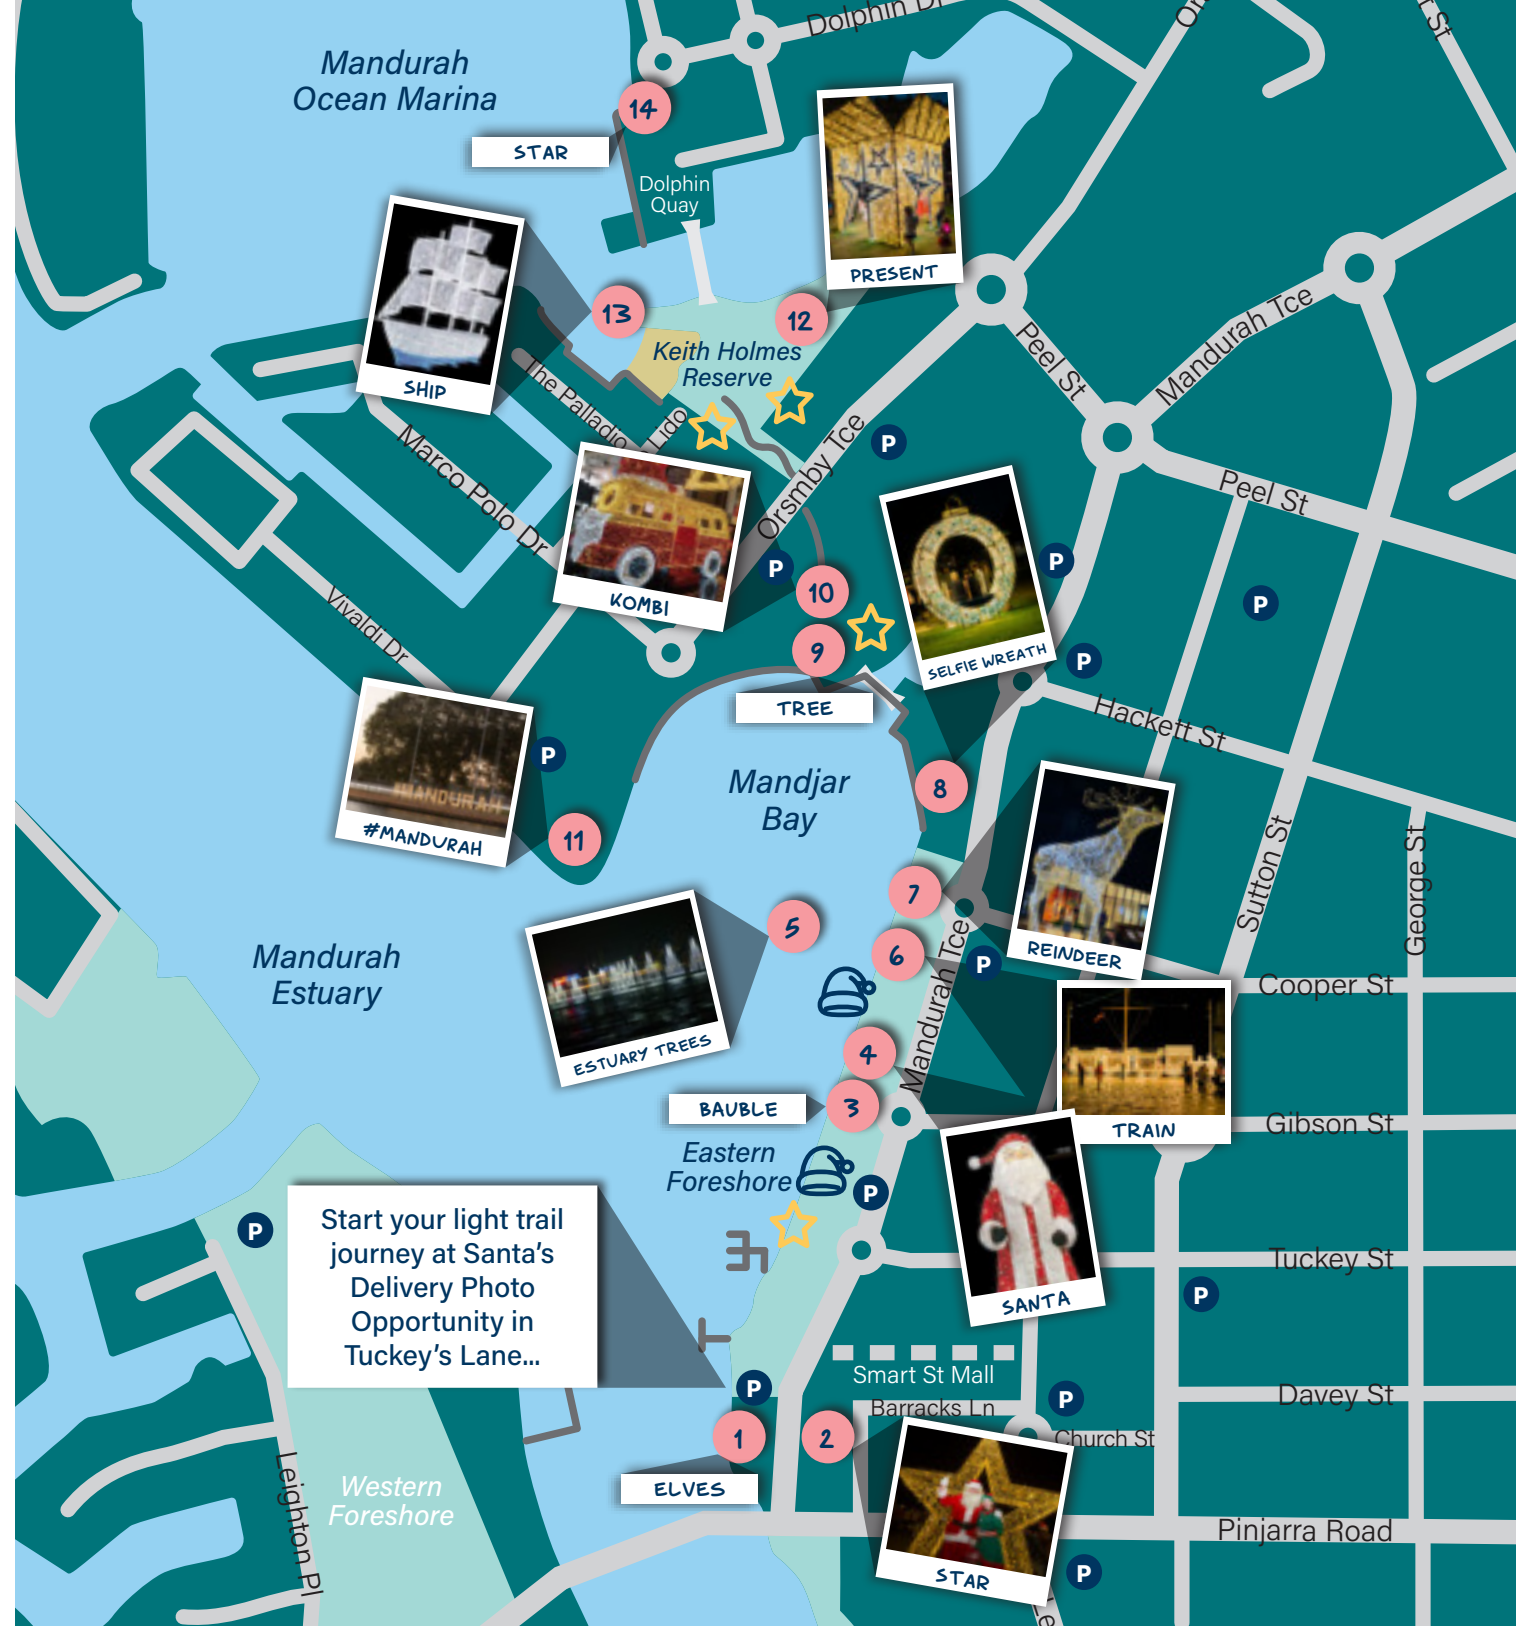 Dolphin Dr
Mandurah
Ocean Marina
14
STAR
Dolphin
Quay
PRESENT
SHIP
13
12
Keith Holmes
Reserve
Peel St
Mandurah Tce
The Palladio
Lido
Marco Polo Dr
Orsmby Tce
P
Peel St
KOMBI
P
10
9
SELFIE WREATH
P
P
P
Vivaldi Dr
TREE
Hackett St
#MANDURAH
P
11
Mandjar
Bay
8
REINDEER
7
5
6
P
Mandurah Tce
Sutton St
George St
Mandurah
Estuary
ESTUARY TREES
Cooper St
4
TRAIN
BAUBLE
3
Gibson St
Eastern
Foreshore
P
SANTA
P
Start your light trail
journey at Santa's
Delivery Photo
Opportunity in
Tuckey's Lane...
Tuckey St
P
Smart St Mall
P
Barracks Ln
P
Davey St
1
2
Church St
ELVES
STAR
Western
Foreshore
Leighton Pl
Pinjarra Road
P